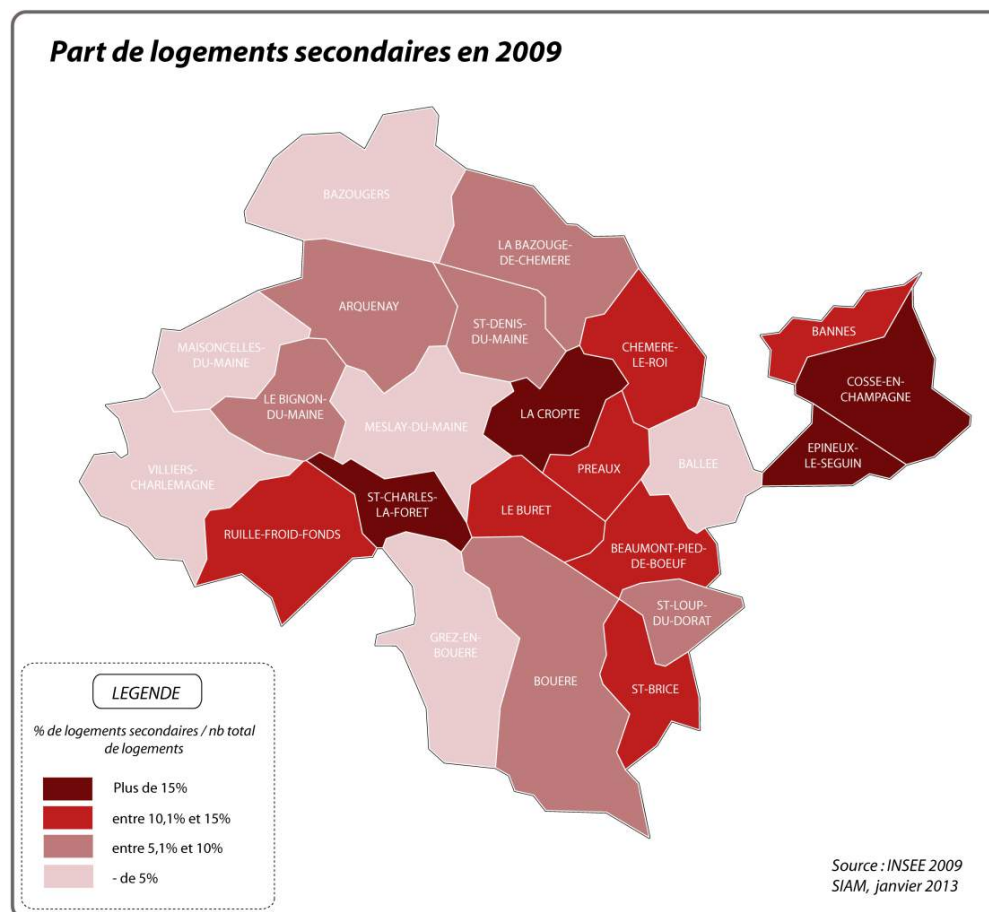 Part de logements secondaires en 2009
BAZOUGERS
LA BAZOUGE-
DE-CHEMERE
ARQUENAY
ST-DENIS-
DU-MAINE
BANNES
MAISONCELLES-
DU-MAINE
CHEMERE-
LE-ROI
COSSE-EN-
CHAMPAGNE
LE BIGNON-
DU-MAINE
LA CROPTE
MESLAY-DU-MAINE
EPINEUX-
LE-SEGUIN
VILLIERS-
CHARLEMAGNE
PREAUX
BALLEE
ST-CHARLES-
LA-FORET
LE BURET
RUILLE-FROID-FONDS
BEAUMONT-PIED-
DE-BOEUF
ST-LOUP-
DU-DORAT
GREZ-EN-
BOUERE
BOUERE
ST-BRICE
LEGENDE
% de logements secondaires / nb total
de logements
Plus de 15%
entre 10,1% et 15%
entre 5,1% et 10%
- de 5%
Source : INSEE 2009
SIAM, janvier 2013